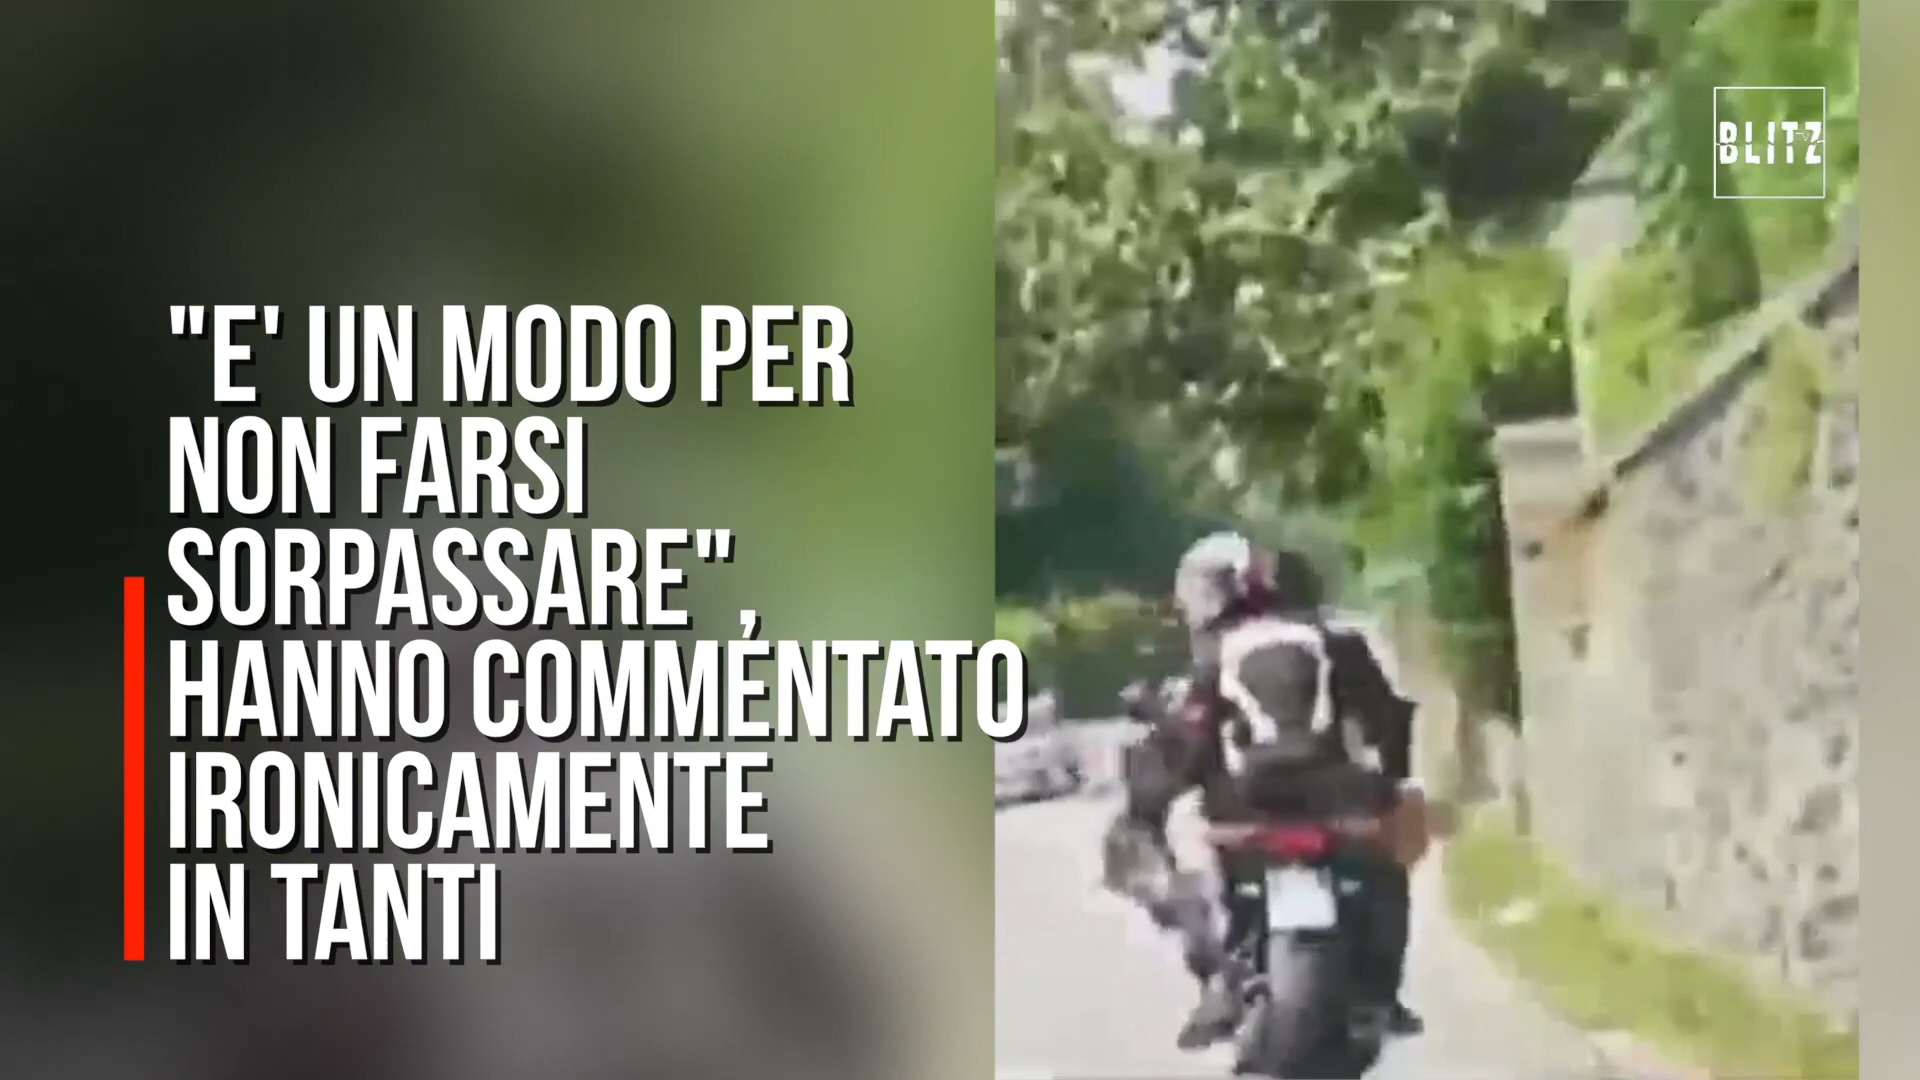 "E' UN MODO PER
NON FARSI
SORPASSARE",
HANNO COMMENTATO
IRONICAMENTE
IN TANTI
BLITZ